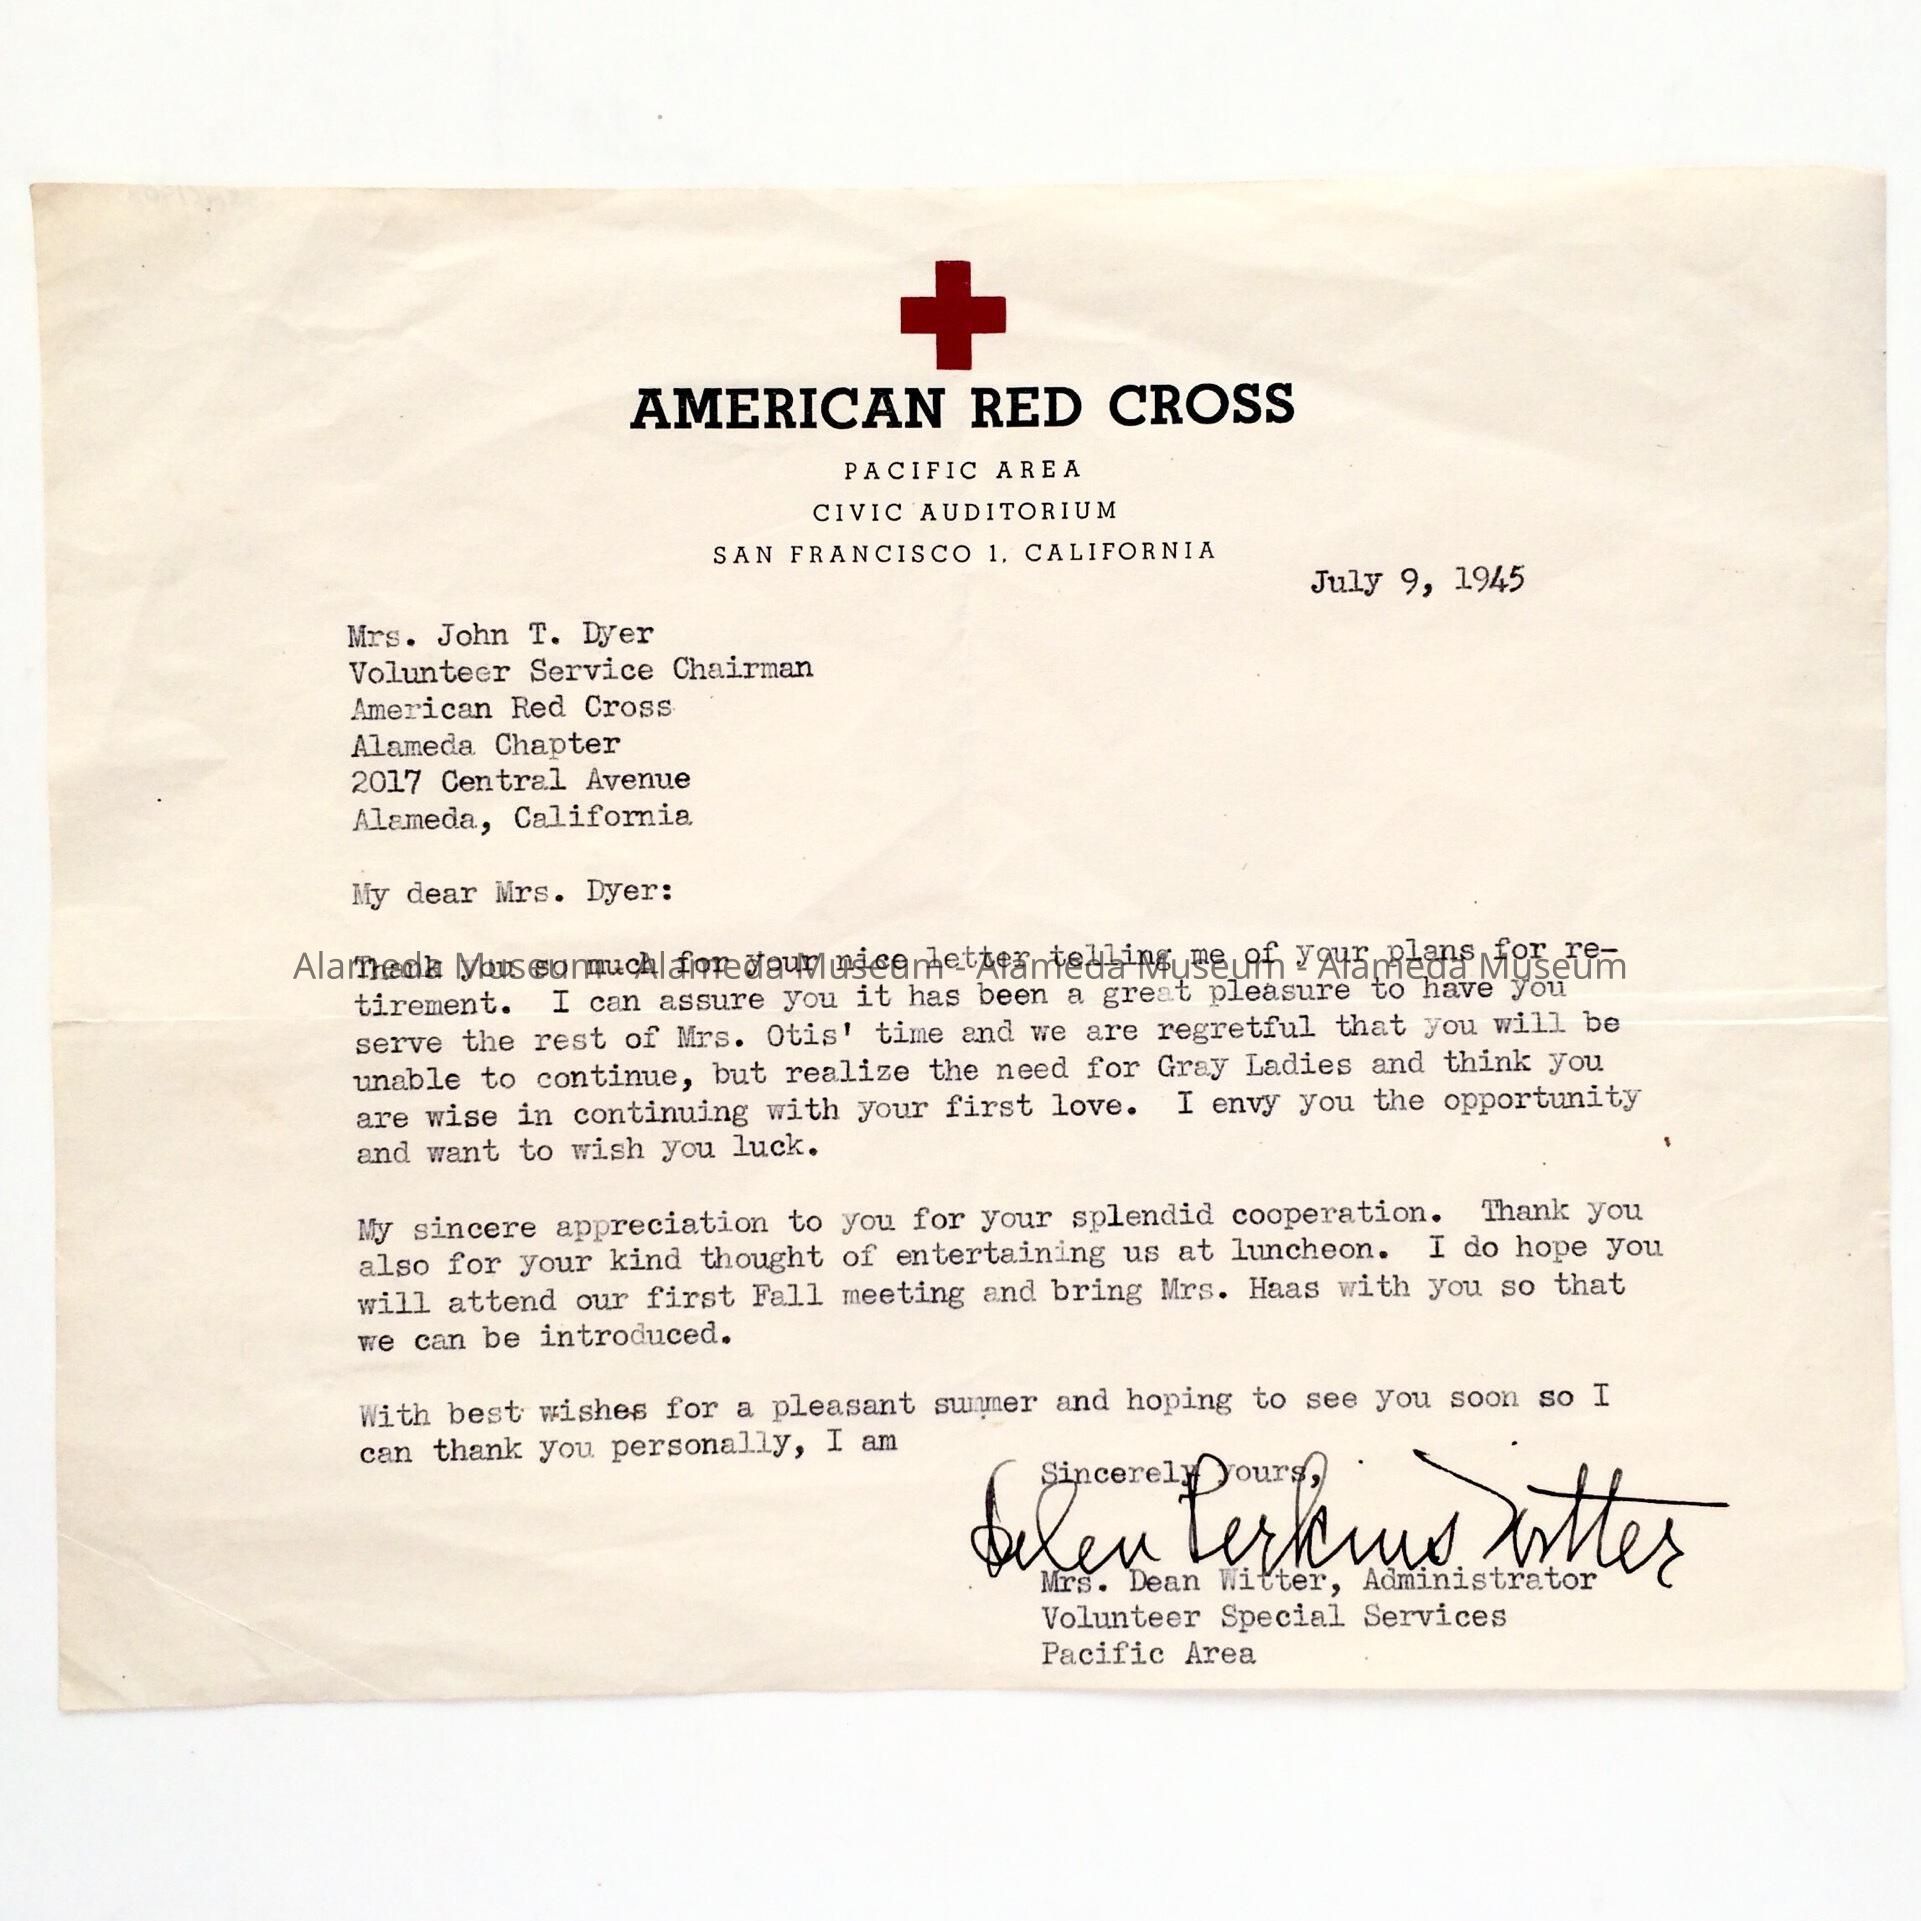 AMERICAN RED CROSS
PACIFIC AREA
CIVIC AUDITORIUM
SAN FRANCISCO 1, CALIFORNIA
July 9, 1945
Mrs. John T. Dyer
Volunteer Service Chairman
American Red Cross
Alameda Chapter
2017 Central Avenue
Alameda, California
My dear Mrs. Dyer:
Thank you so much for your nice letter telling me of your plans for re-
Alameda Museum - Alameda Museum - Alameda Museum - Alameda Museum
tirement. I can assure you it has been a great pleasure to have you
serve the rest of Mrs. Otis' time and we are regretful that you will be
unable to continue, but realize the need for Gray Ladies and think you
are wise in continuing with your first love. I envy you the opportunity
and want to wish you luck.
My sincere appreciation to you for your splendid cooperation. Thank you
also for your kind thought of entertaining us at luncheon. I do hope you
will attend our first Fall meeting and bring Mrs. Haas with you so that
we can be introduced.
With best wishes for a pleasant summer and hoping to see you soon so I
can thank you personally, I am
Sincerely yours,
Helen Perkins Witter
Mrs. Dean Witter, Administrator
Volunteer Special Services
Pacific Area